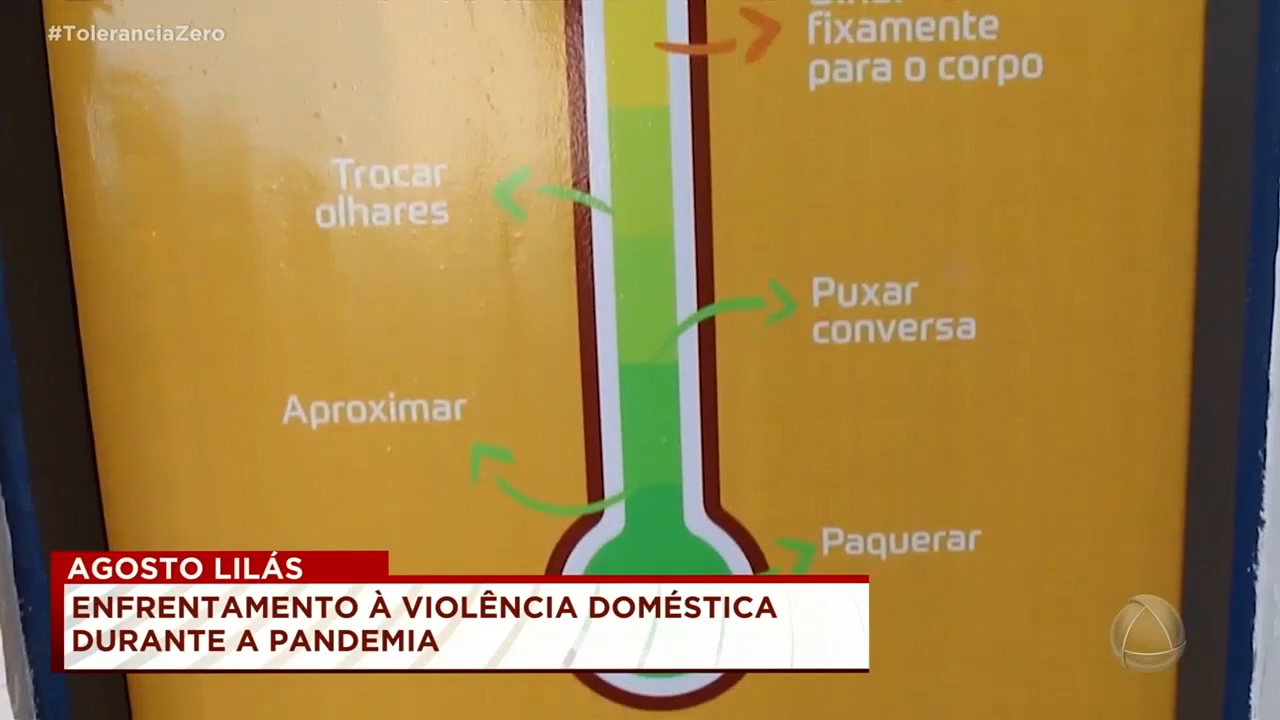 #ToleranciaZero
fixamente
para o corpo
Trocar
olhares
Puxar
conversa
Aproximar
Paquerar
AGOSTO LILÁS
ENFRENTAMENTO À VIOLÊNCIA DOMÉSTICA
DURANTE A PANDEMIA